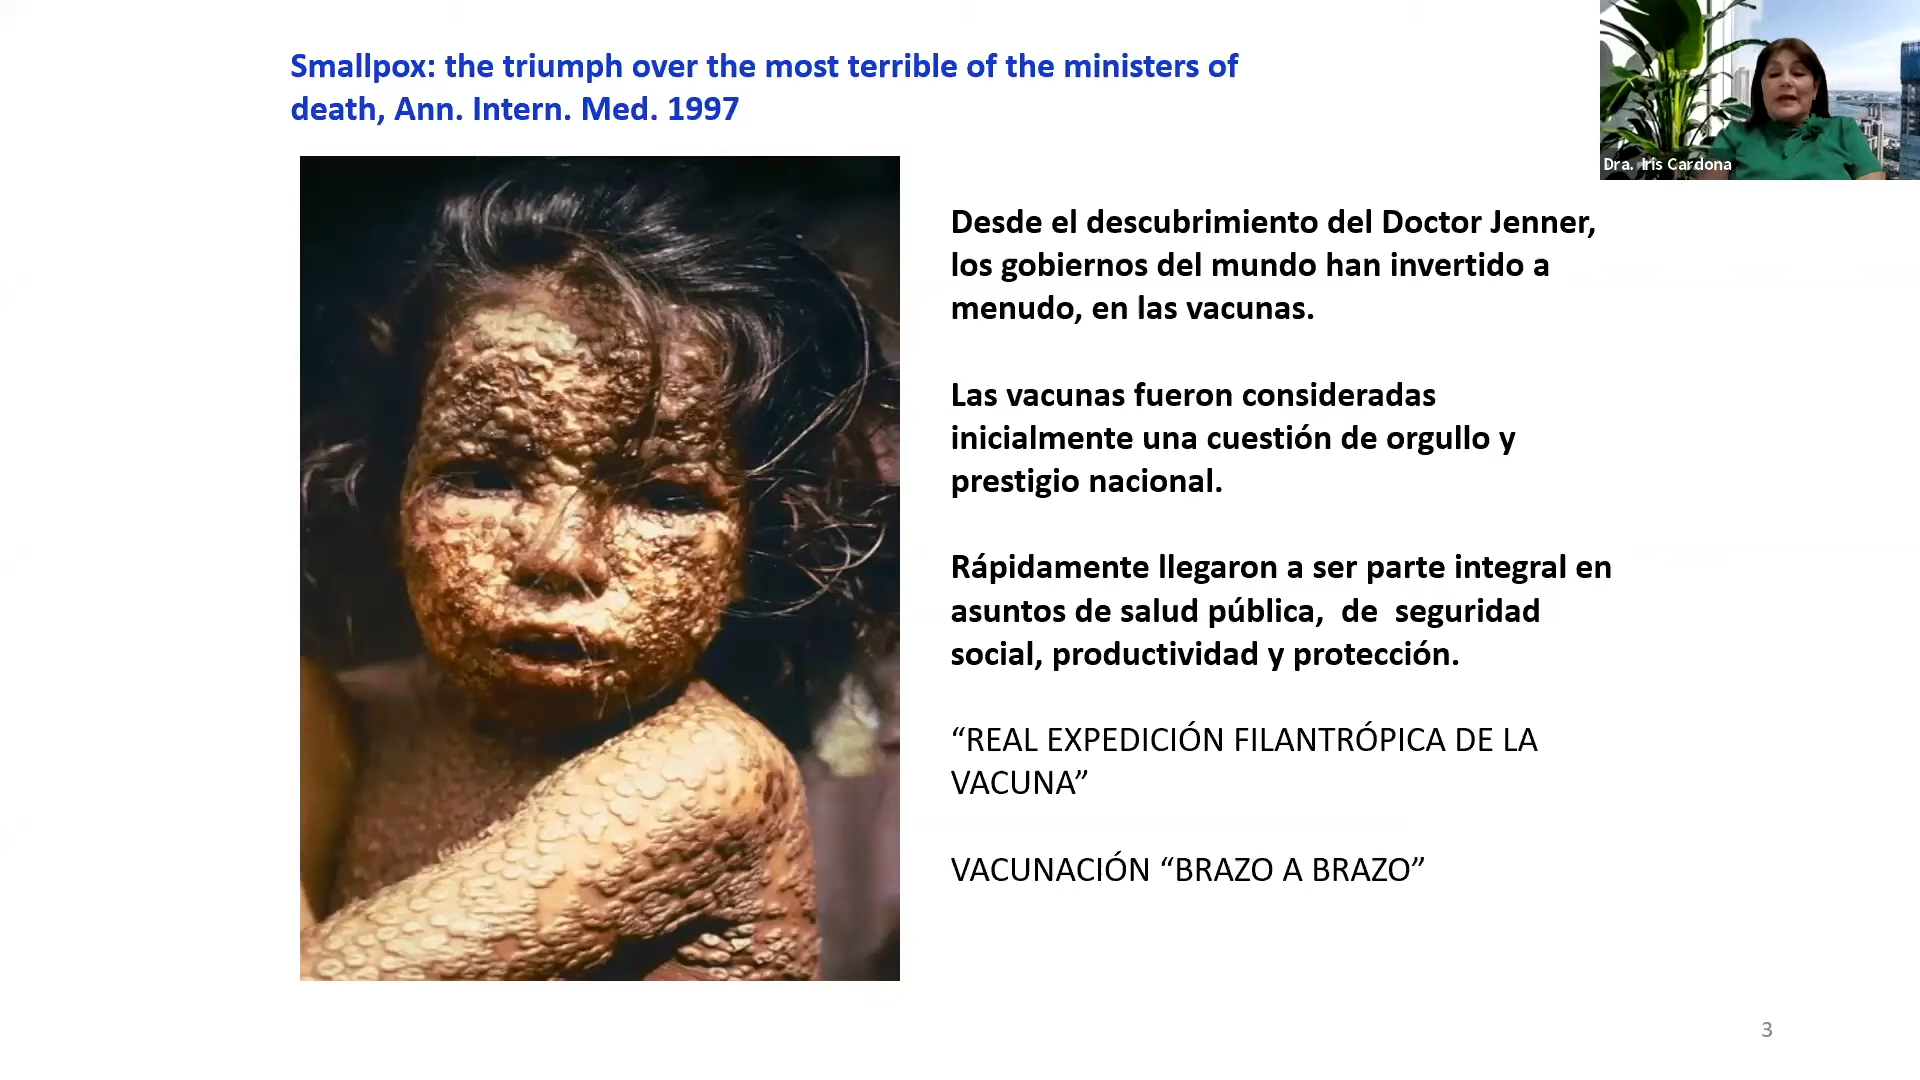 Smallpox: the triumph over the most terrible of the ministers of
death, Ann. Intern. Med. 1997
Dra. Iris Cardona
Desde el descubrimiento del Doctor Jenner,
los gobiernos del mundo han invertido a
menudo, en las vacunas.
Las vacunas fueron consideradas
inicialmente una cuestión de orgullo y
prestigio nacional.
Rápidamente llegaron a ser parte integral en
asuntos de salud pública,  de  seguridad
social, productividad y protección.
“REAL EXPEDICIÓN FILANTRÓPICA DE LA
VACUNA”
VACUNACIÓN “BRAZO A BRAZO”
3